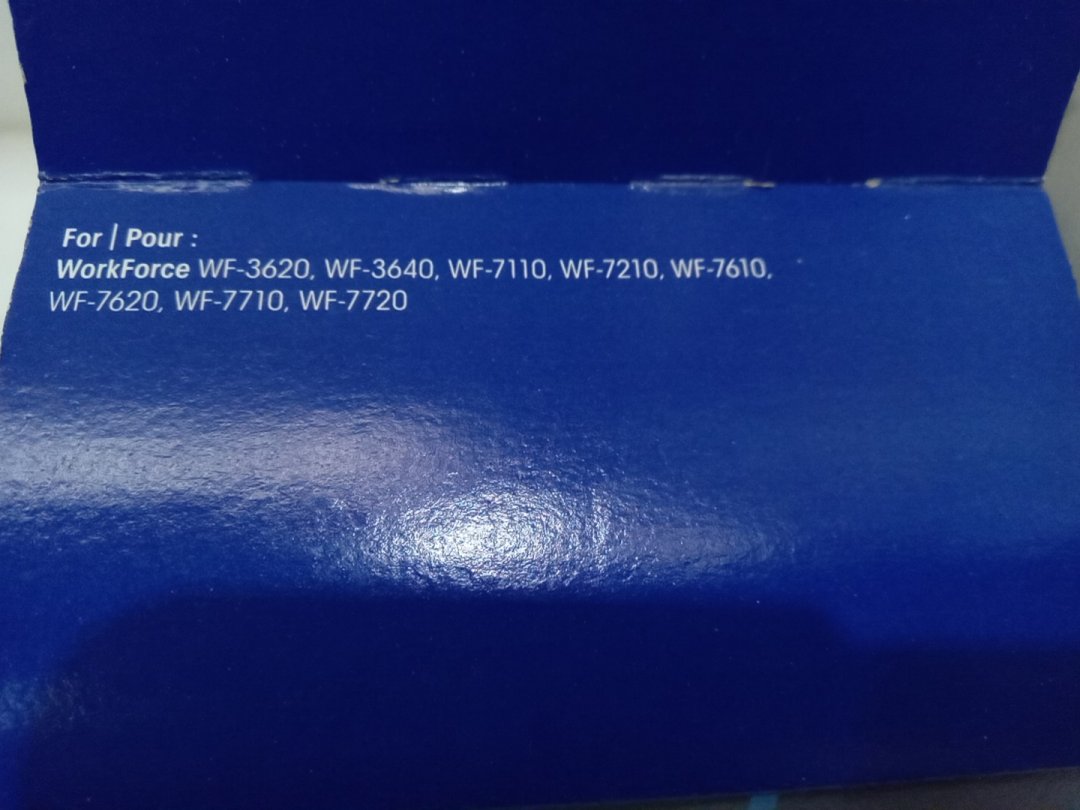 For | Pour :
WorkForce WF-3620, WF-3640, WF-7110, WF-7210, WF-7610,
WF-7620, WF-7710, WF-7720